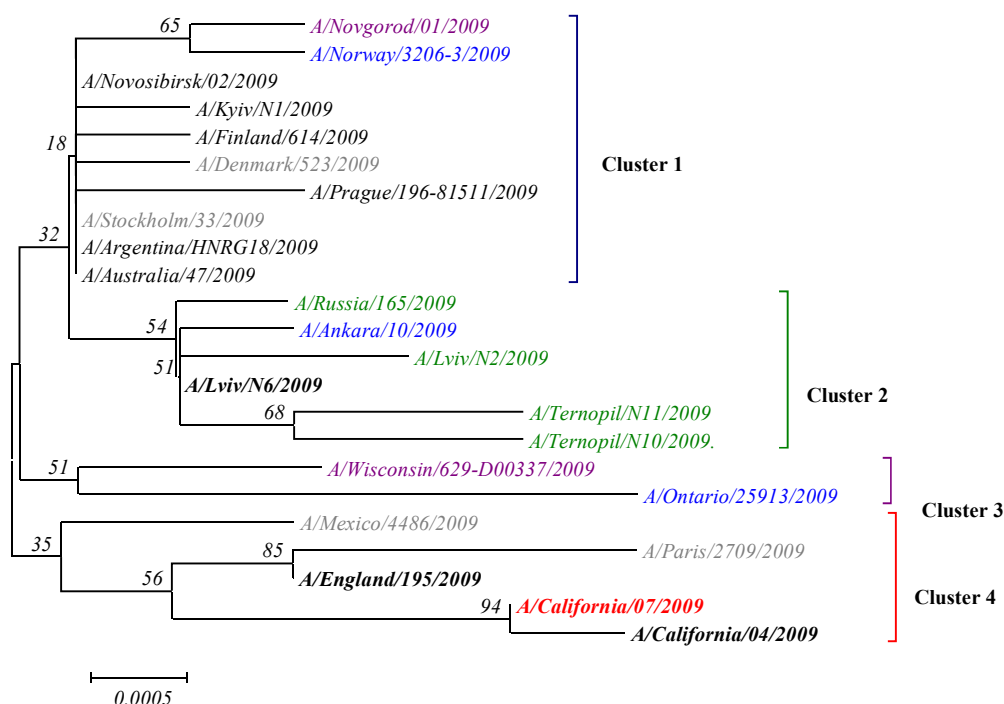 65
A/Novgorod/01/2009
A/Norway/3206-3/2009
A/Novosibirsk/02/2009
A/Kyiv/N1/2009
18
A/Finland/614/2009
A/Denmark/523/2009
Cluster 1
A/Prague/196-81511/2009
A/Stockholm/33/2009
32
A/Argentina/HNRG18/2009
A/Australia/47/2009
A/Russia/165/2009
54
A/Ankara/10/2009
A/Lviv/N2/2009
51
A/Lviv/N6/2009
Cluster 2
68
A/Ternopil/N11/2009
A/Ternopil/N10/2009.
51
A/Wisconsin/629-D00337/2009
A/Ontario/25913/2009
Cluster 3
A/Mexico/4486/2009
35
85
A/Paris/2709/2009
56
A/England/195/2009
Cluster 4
94
A/California/07/2009
A/California/04/2009
0.0005